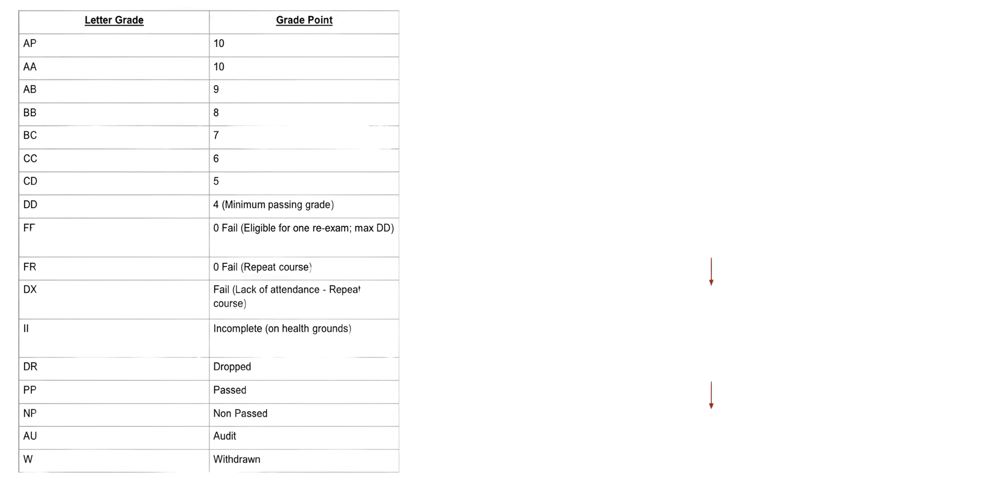 Letter Grade Grade Point
AP 10
AA 10
AB 9
BB 8
BC 7
CC 6
CD 5
DD 4 (Minimum passing grade)
FF 0 Fail (Eligible for one re-exam; max DD)
FR 0 Fail (Repeat course)
DX Fail (Lack of attendance - Repeat
course)
II Incomplete (on health grounds)
DR Dropped
PP Passed
NP Non Passed
AU Audit
W Withdrawn